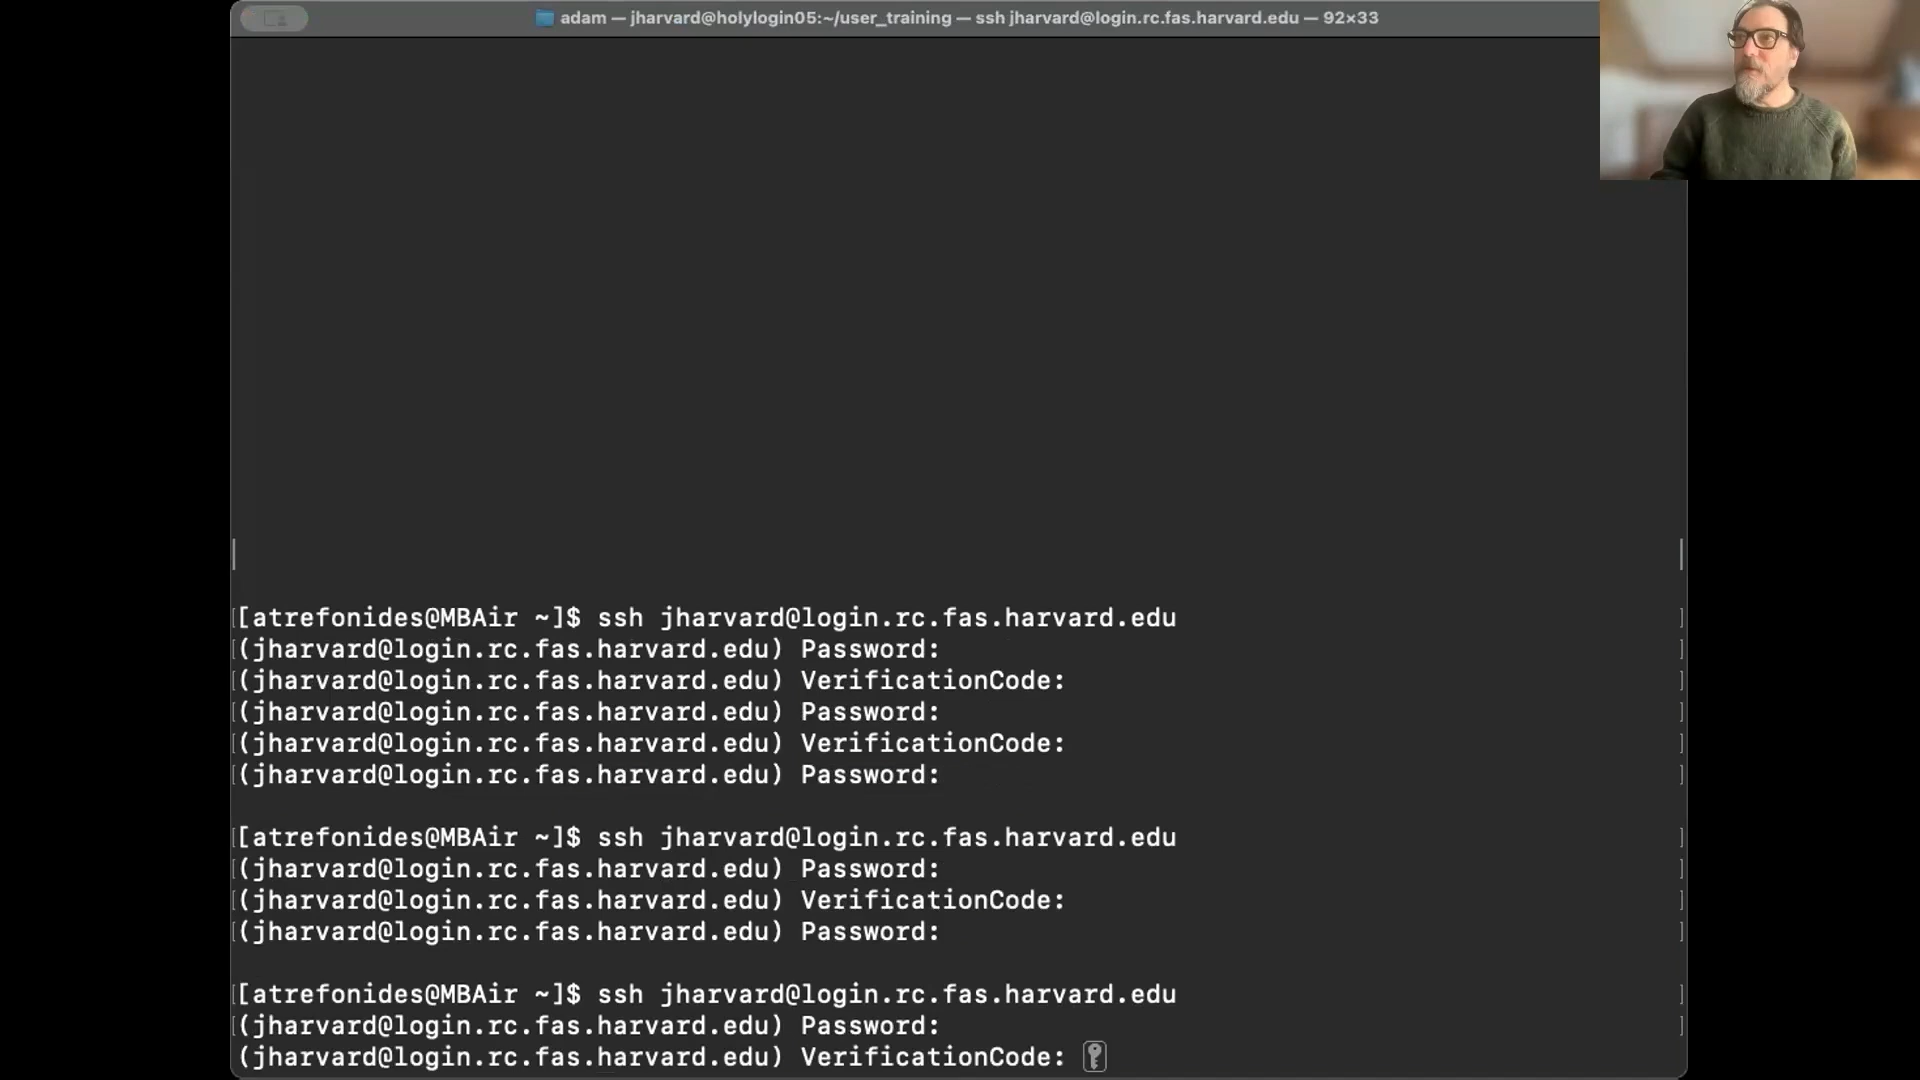 adam — jharvard@holylogin05:~/user_training — ssh jharvard@login.rc.fas.harvard.edu — 92×33
[atrefonides@MBAir ~]$ ssh jharvard@login.rc.fas.harvard.edu
(jharvard@login.rc.fas.harvard.edu) Password:
(jharvard@login.rc.fas.harvard.edu) VerificationCode:
(jharvard@login.rc.fas.harvard.edu) Password:
(jharvard@login.rc.fas.harvard.edu) VerificationCode:
(jharvard@login.rc.fas.harvard.edu) Password:
[atrefonides@MBAir ~]$ ssh jharvard@login.rc.fas.harvard.edu
(jharvard@login.rc.fas.harvard.edu) Password:
(jharvard@login.rc.fas.harvard.edu) VerificationCode:
(jharvard@login.rc.fas.harvard.edu) Password:
[atrefonides@MBAir ~]$ ssh jharvard@login.rc.fas.harvard.edu
(jharvard@login.rc.fas.harvard.edu) Password:
(jharvard@login.rc.fas.harvard.edu) VerificationCode: